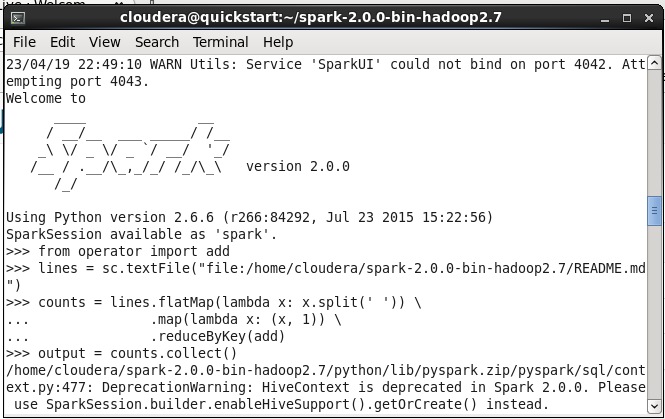 cloudera@quickstart:~/spark-2.0.0-bin-hadoop2.7
File Edit View Search Terminal Help
23/04/19 22:49:10 WARN Utils: Service 'SparkUI' could not bind on port 4042. Att
empting port 4043.
Welcome to
      ____              __
     / __/__  ___ _____/ /__
    _\ \/ _ \/ _ `/ __/  '_/
   /__ / .__/\_,_/_/ /_/\_\   version 2.0.0
      /_/
Using Python version 2.6.6 (r266:84292, Jul 23 2015 15:22:56)
SparkSession available as 'spark'.
>>> from operator import add
>>> lines = sc.textFile("file:/home/cloudera/spark-2.0.0-bin-hadoop2.7/README.md
")
>>> counts = lines.flatMap(lambda x: x.split(' ')) \
...               .map(lambda x: (x, 1)) \
...               .reduceByKey(add)
>>> output = counts.collect()
/home/cloudera/spark-2.0.0-bin-hadoop2.7/python/lib/pyspark.zip/pyspark/sql/cont
ext.py:477: DeprecationWarning: HiveContext is deprecated in Spark 2.0.0. Please
 use SparkSession.builder.enableHiveSupport().getOrCreate() instead.